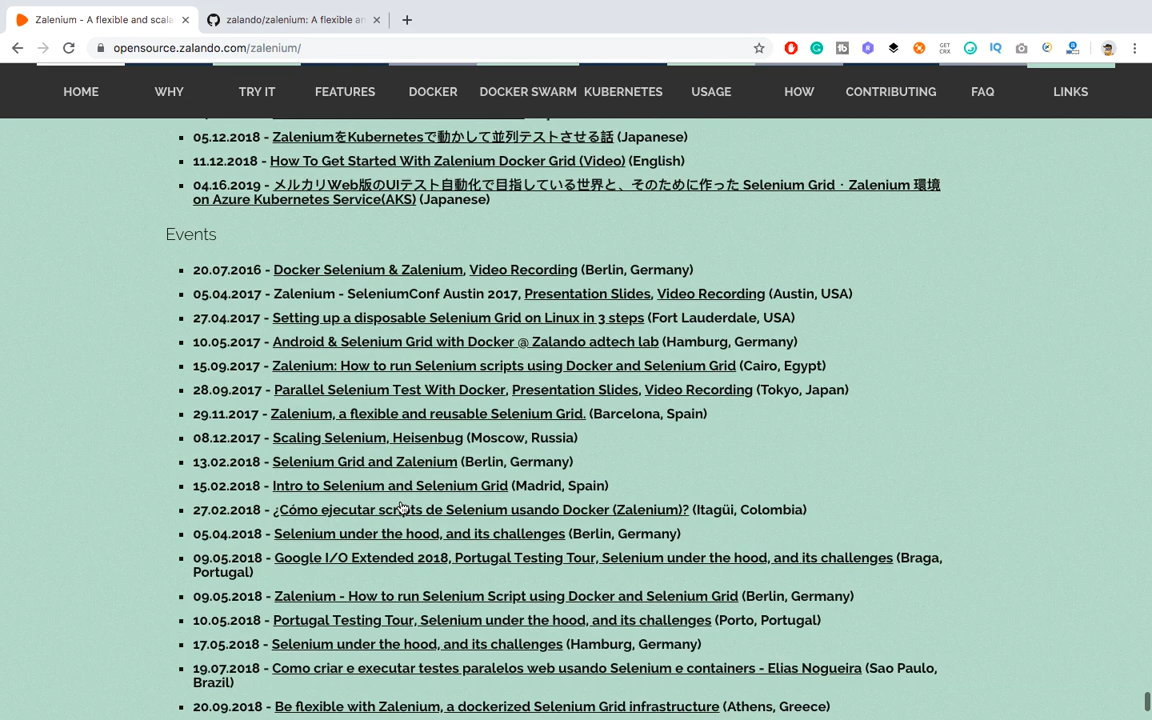 Zalenium - A flexible and scala
zalando/zalenium: A flexible an
opensource.zalando.com/zalenium/
GET CRX
IQ
HOME WHY TRY IT FEATURES DOCKER DOCKER SWARM KUBERNETES USAGE HOW CONTRIBUTING FAQ LINKS
05.12.2018 - ZaleniumをKubernetesで動かして並列テストさせる話 (Japanese)
11.12.2018 - How To Get Started With Zalenium Docker Grid (Video) (English)
04.16.2019 - メルカリWeb版のUIテスト自動化で目指している世界と、そのために作った Selenium Grid・Zalenium 環境
on Azure Kubernetes Service(AKS) (Japanese)
Events
20.07.2016 - Docker Selenium & Zalenium, Video Recording (Berlin, Germany)
05.04.2017 - Zalenium - SeleniumConf Austin 2017, Presentation Slides, Video Recording (Austin, USA)
27.04.2017 - Setting up a disposable Selenium Grid on Linux in 3 steps (Fort Lauderdale, USA)
10.05.2017 - Android & Selenium Grid with Docker @ Zalando adtech lab (Hamburg, Germany)
15.09.2017 - Zalenium: How to run Selenium scripts using Docker and Selenium Grid (Cairo, Egypt)
28.09.2017 - Parallel Selenium Test With Docker, Presentation Slides, Video Recording (Tokyo, Japan)
29.11.2017 - Zalenium, a flexible and reusable Selenium Grid. (Barcelona, Spain)
08.12.2017 - Scaling Selenium, Heisenbug (Moscow, Russia)
13.02.2018 - Selenium Grid and Zalenium (Berlin, Germany)
15.02.2018 - Intro to Selenium and Selenium Grid (Madrid, Spain)
27.02.2018 - ¿Cómo ejecutar scripts de Selenium usando Docker (Zalenium)? (Itagüi, Colombia)
05.04.2018 - Selenium under the hood, and its challenges (Berlin, Germany)
09.05.2018 - Google I/O Extended 2018, Portugal Testing Tour, Selenium under the hood, and its challenges (Braga,
Portugal)
09.05.2018 - Zalenium - How to run Selenium Script using Docker and Selenium Grid (Berlin, Germany)
10.05.2018 - Portugal Testing Tour, Selenium under the hood, and its challenges (Porto, Portugal)
17.05.2018 - Selenium under the hood, and its challenges (Hamburg, Germany)
19.07.2018 - Como criar e executar testes paralelos web usando Selenium e containers - Elias Nogueira (Sao Paulo,
Brazil)
20.09.2018 - Be flexible with Zalenium, a dockerized Selenium Grid infrastructure (Athens, Greece)